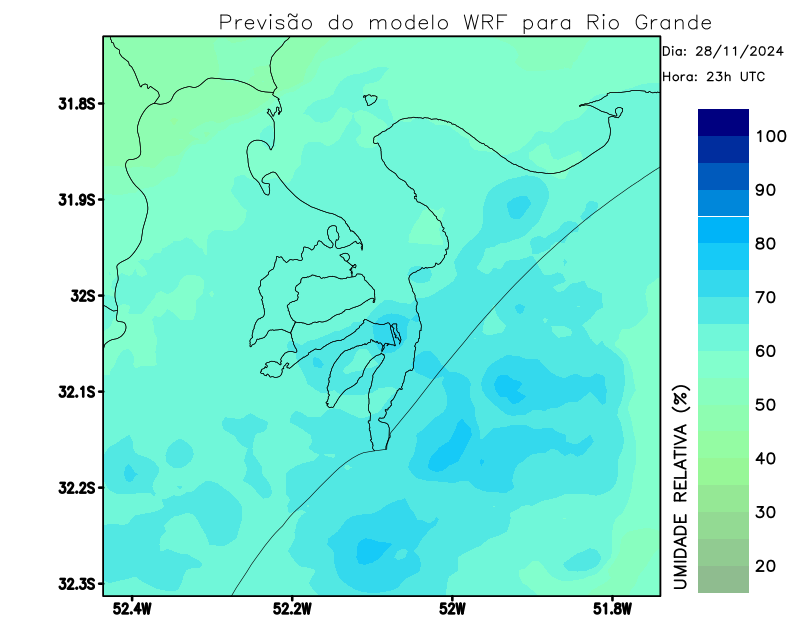 Previsão do modelo WRF para Rio Grande
Dia: 28/11/2024
Hora: 23h UTC
31.8S
31.9S
32S
32.1S
32.2S
32.3S
52.4W
52.2W
52W
51.8W
100
90
80
70
60
50
40
30
20
UMIDADE RELATIVA (%)